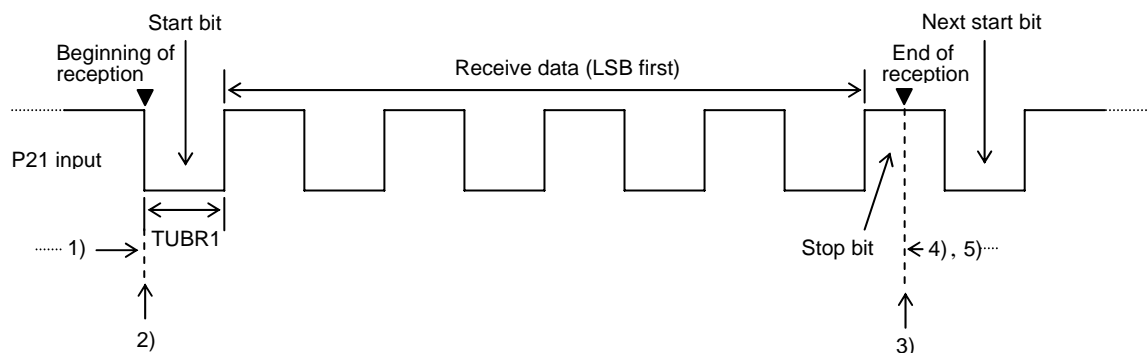 Start bit
Next start bit
Beginning of
reception
Receive data (LSB first)
End of
reception
P21 input
TUBR1
1)
Stop bit
4) , 5)
2)
3)